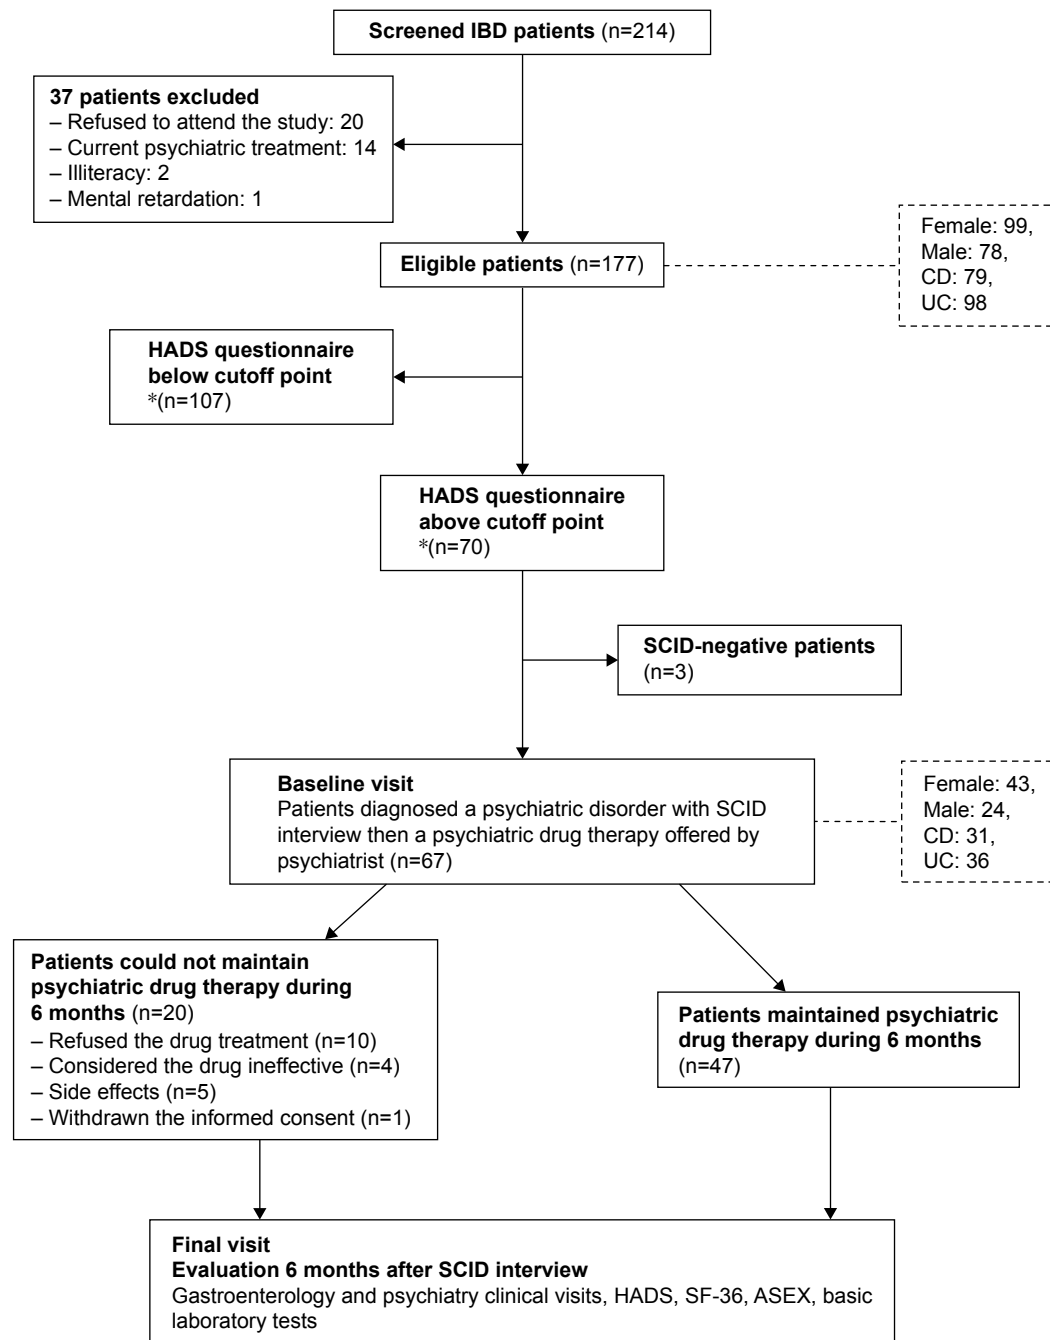 Screened IBD patients (n=214)
37 patients excluded
– Refused to attend the study: 20
– Current psychiatric treatment: 14
– Illiteracy: 2
– Mental retardation: 1
Female: 99,
Male: 78,
CD: 79,
UC: 98
Eligible patients (n=177)
HADS questionnaire
below cutoff point
*(n=107)
HADS questionnaire
above cutoff point
*(n=70)
SCID-negative patients
(n=3)
Baseline visit
Patients diagnosed a psychiatric disorder with SCID
interview then a psychiatric drug therapy offered by
psychiatrist (n=67)
Female: 43,
Male: 24,
CD: 31,
UC: 36
Patients could not maintain
psychiatric drug therapy during
6 months (n=20)
– Refused the drug treatment (n=10)
– Considered the drug ineffective (n=4)
– Side effects (n=5)
– Withdrawn the informed consent (n=1)
Patients maintained psychiatric
drug therapy during 6 months
(n=47)
Final visit
Evaluation 6 months after SCID interview
Gastroenterology and psychiatry clinical visits, HADS, SF-36, ASEX, basic
laboratory tests